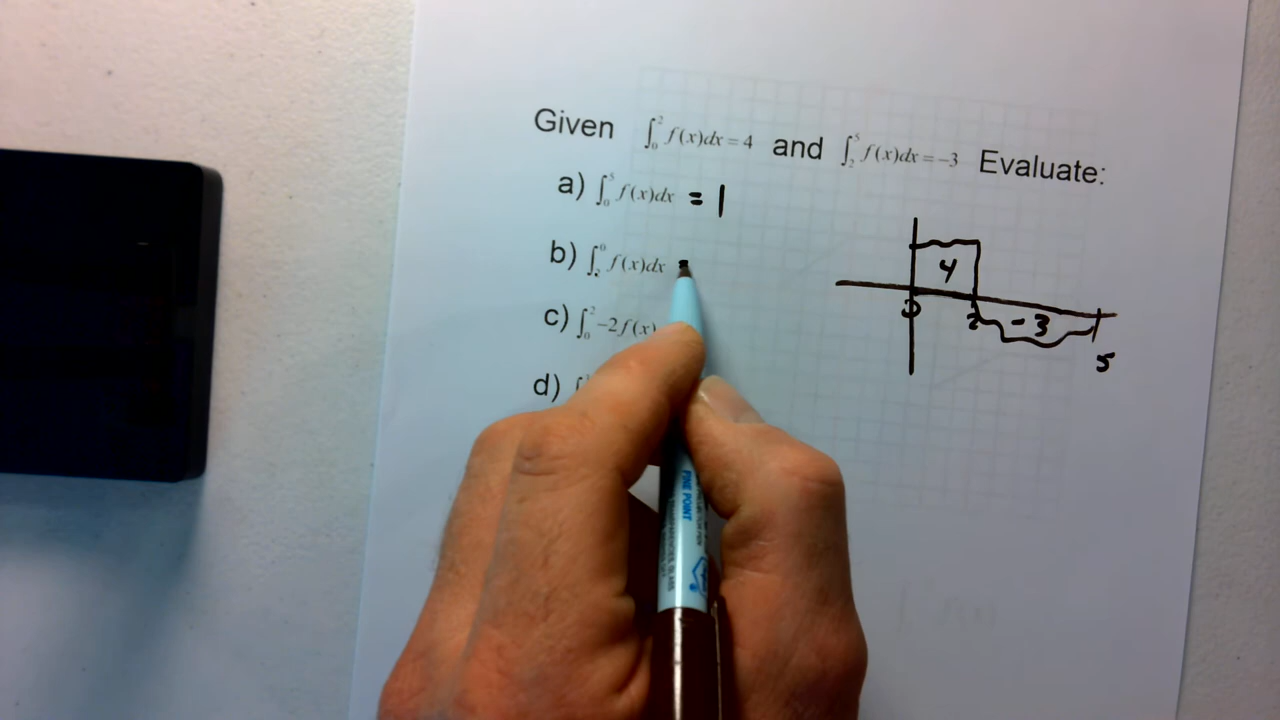 Given ∫₀² f(x)dx = 4 and ∫₂⁵ f(x)dx = −3 Evaluate:
a) ∫₀⁵ f(x)dx = 1
b) ∫₂⁰ f(x)dx =
c) ∫₀² −2f(x)
d) ∫
4
0
2
-3
5
FINE POINT